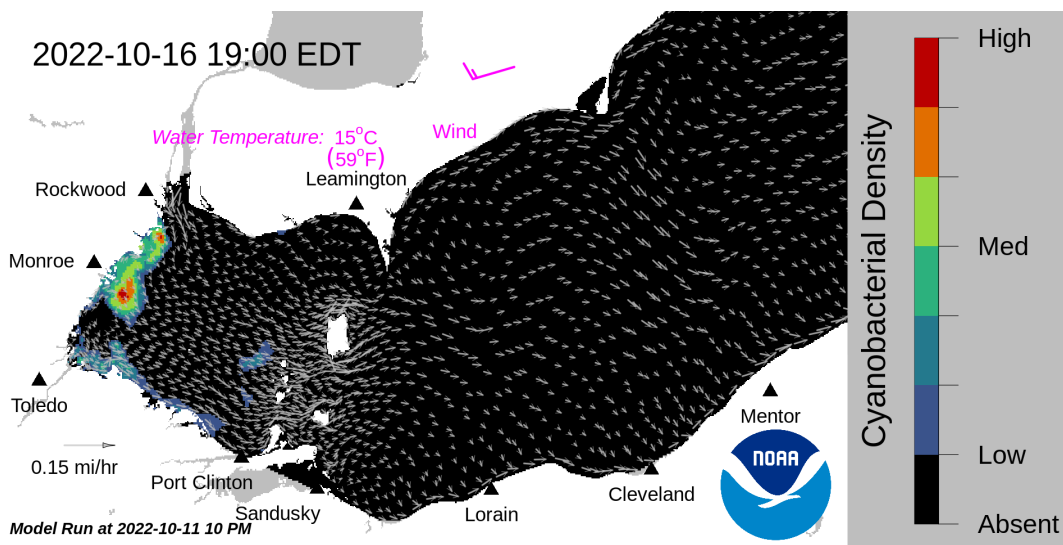 2022-10-16 19:00 EDT
Water Temperature: 15°C
(59°F)
Wind
Leamington
Rockwood
Monroe
Toledo
0.15 mi/hr
Port Clinton
Sandusky
Lorain
Cleveland
Mentor
NOAA
Model Run at 2022-10-11 10 PM
Cyanobacterial Density
High
Med
Low
Absent